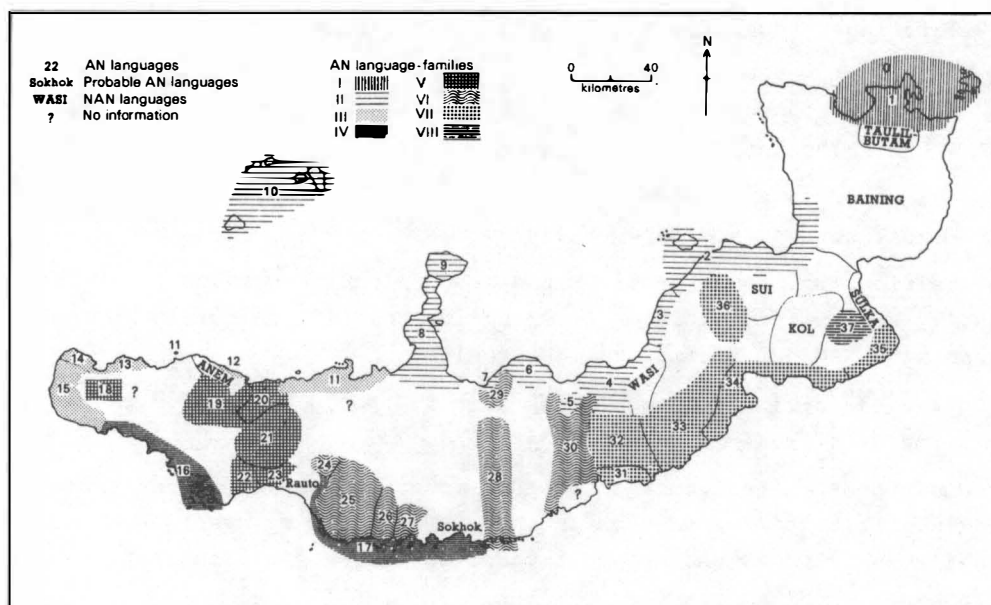 22 AN languages
Sokhok Probable AN languages
WASI NAN languages
? No information
AN language-families
I
II
III
IV
V
VI
VII
VIII
0 40
kilometres
N
0
1
TAULIL-
BUTAM
BAINING
10
9
2
SUI
SULKA
36
3
KOL
37
35
8
11
12
13
14
15
18
?
ANEM
19
20
11
?
7
6
29
5
4
WASI
34
33
32
31
30
?
21
16
22
23
Rauto
24
25
26
27
28
Sokhok
17